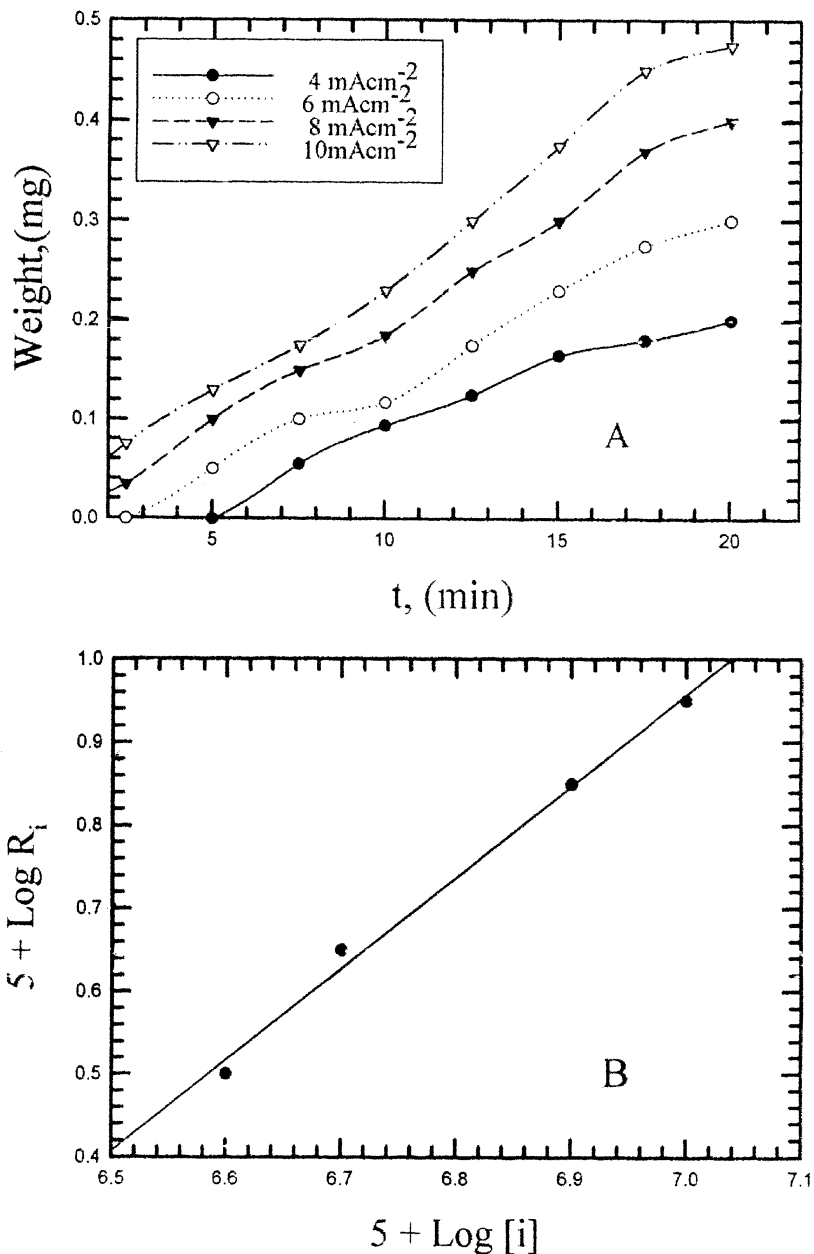 0.5
0.4
0.3
0.2
0.1
0.0
Weight,(mg)
4 mAcm-2
6 mAcm-2
8 mAcm-2
10mAcm-2
A
5 10 15 20
t, (min)
1.0
0.9
0.8
0.7
0.6
0.5
0.4
5 + Log Ri
B
6.5 6.6 6.7 6.8 6.9 7.0 7.1
5 + Log [i]